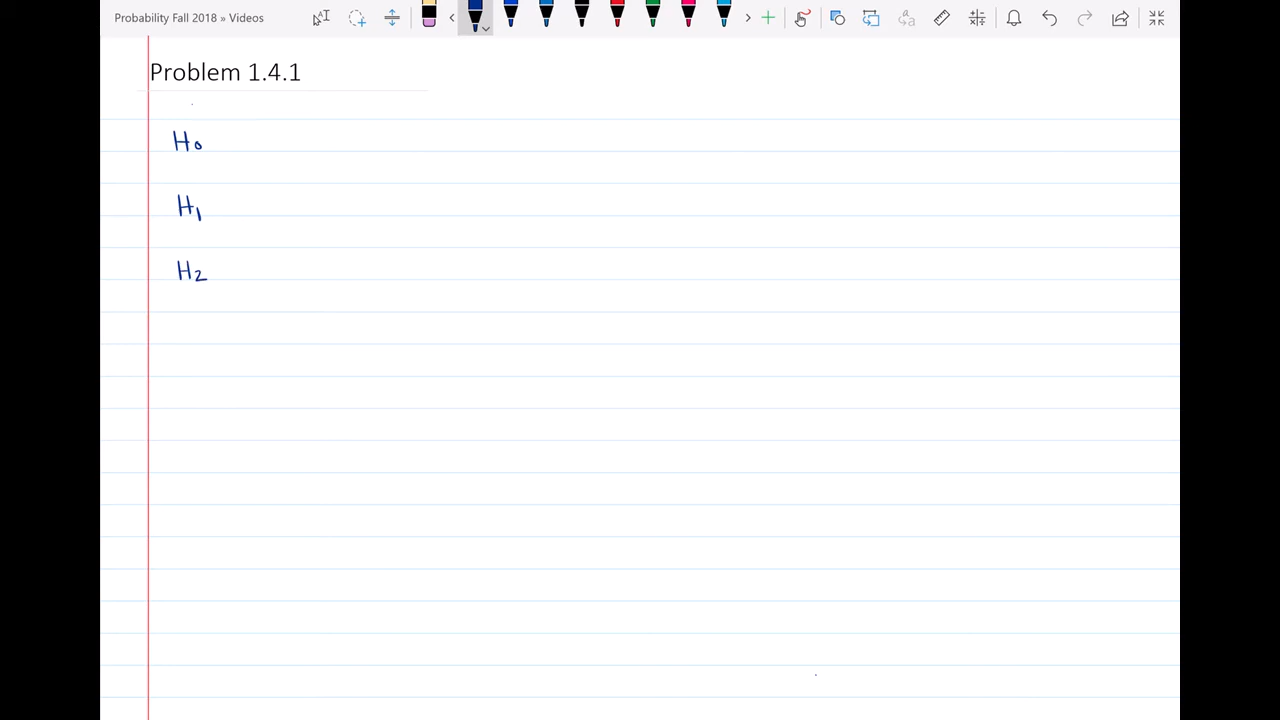 Probability Fall 2018 » Videos
Problem 1.4.1
H₀
H₁
H₂